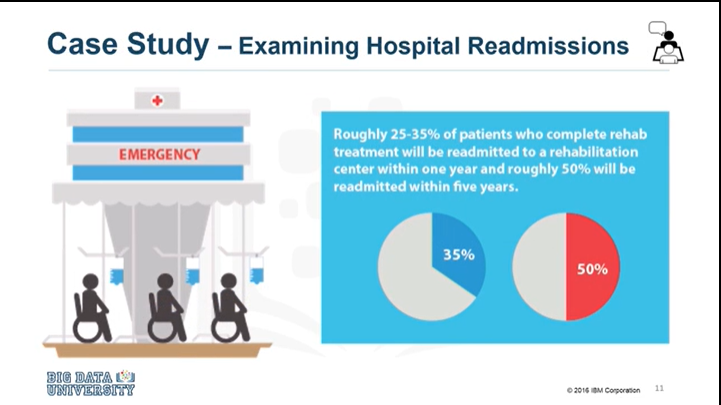 Case Study – Examining Hospital Readmissions
EMERGENCY
Roughly 25-35% of patients who complete rehab
treatment will be readmitted to a rehabilitation
center within one year and roughly 50% will be
readmitted within five years.
35%
50%
BIG DATA
UNIVERSITY
© 2016 IBM Corporation
11